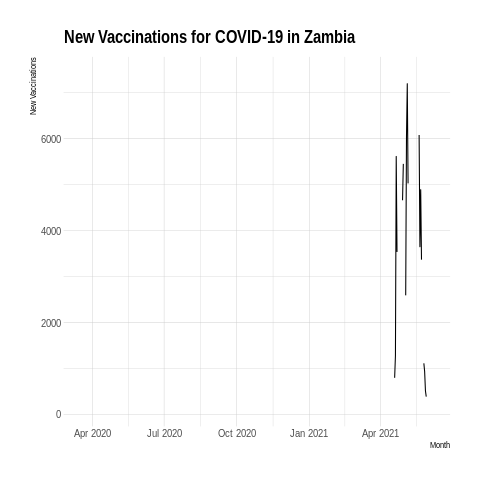 New Vaccinations for COVID-19 in Zambia
New Vaccinations
6000
4000
2000
0
Apr 2020 Jul 2020 Oct 2020 Jan 2021 Apr 2021
Month